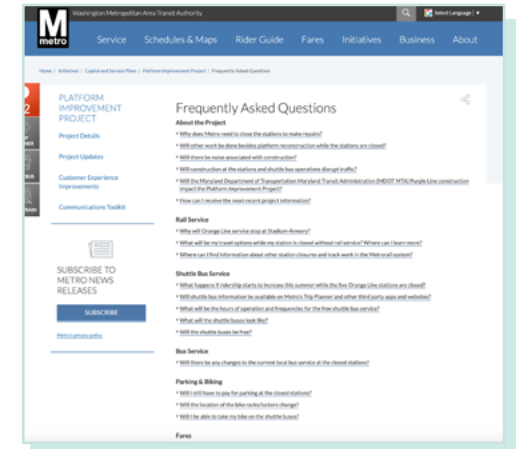 Washington Metropolitan Area Transit Authority
Select Language
M
metro
Service Schedules & Maps Rider Guide Fares Initiatives Business About
Home | Initiatives | Capital and Service Plans | Platform Improvement Project | Frequently Asked Questions
PLATFORM
IMPROVEMENT
PROJECT
Project Details
Project Updates
Customer Experience
Improvements
Communications Toolkit
SUBSCRIBE TO
METRO NEWS
RELEASES
SUBSCRIBE
Metro's privacy policy
Frequently Asked Questions
About the Project
Why does Metro need to close the stations to make repairs?
Will other work be done besides platform reconstruction while the stations are closed?
Will there be noise associated with construction?
Will construction at the stations and shuttle bus operations disrupt traffic?
Will the Maryland Department of Transportation Maryland Transit Administration (MDOT MTA) Purple Line construction
impact the Platform Improvement Project?
How can I receive the most recent project information?
Rail Service
Why will Orange Line service stop at Stadium-Armory?
What will be my travel options while my station is closed without rail service? Where can I learn more?
Where can I find information about other station closures and track work in the Metrorail system?
Shuttle Bus Service
What happens if ridership starts to increase this summer while the five Orange Line stations are closed?
Will shuttle bus information be available on Metro's Trip Planner and other third party apps and websites?
What will be the hours of operation and frequencies for the free shuttle bus service?
What will the shuttle buses look like?
Will the shuttle buses be free?
Bus Service
Will there be any changes to the current local bus service at the closed stations?
Parking & Biking
Will I still have to pay for parking at the closed stations?
Will the location of the bike racks/lockers change?
Will I be able to take my bike on the shuttle buses?
Fares